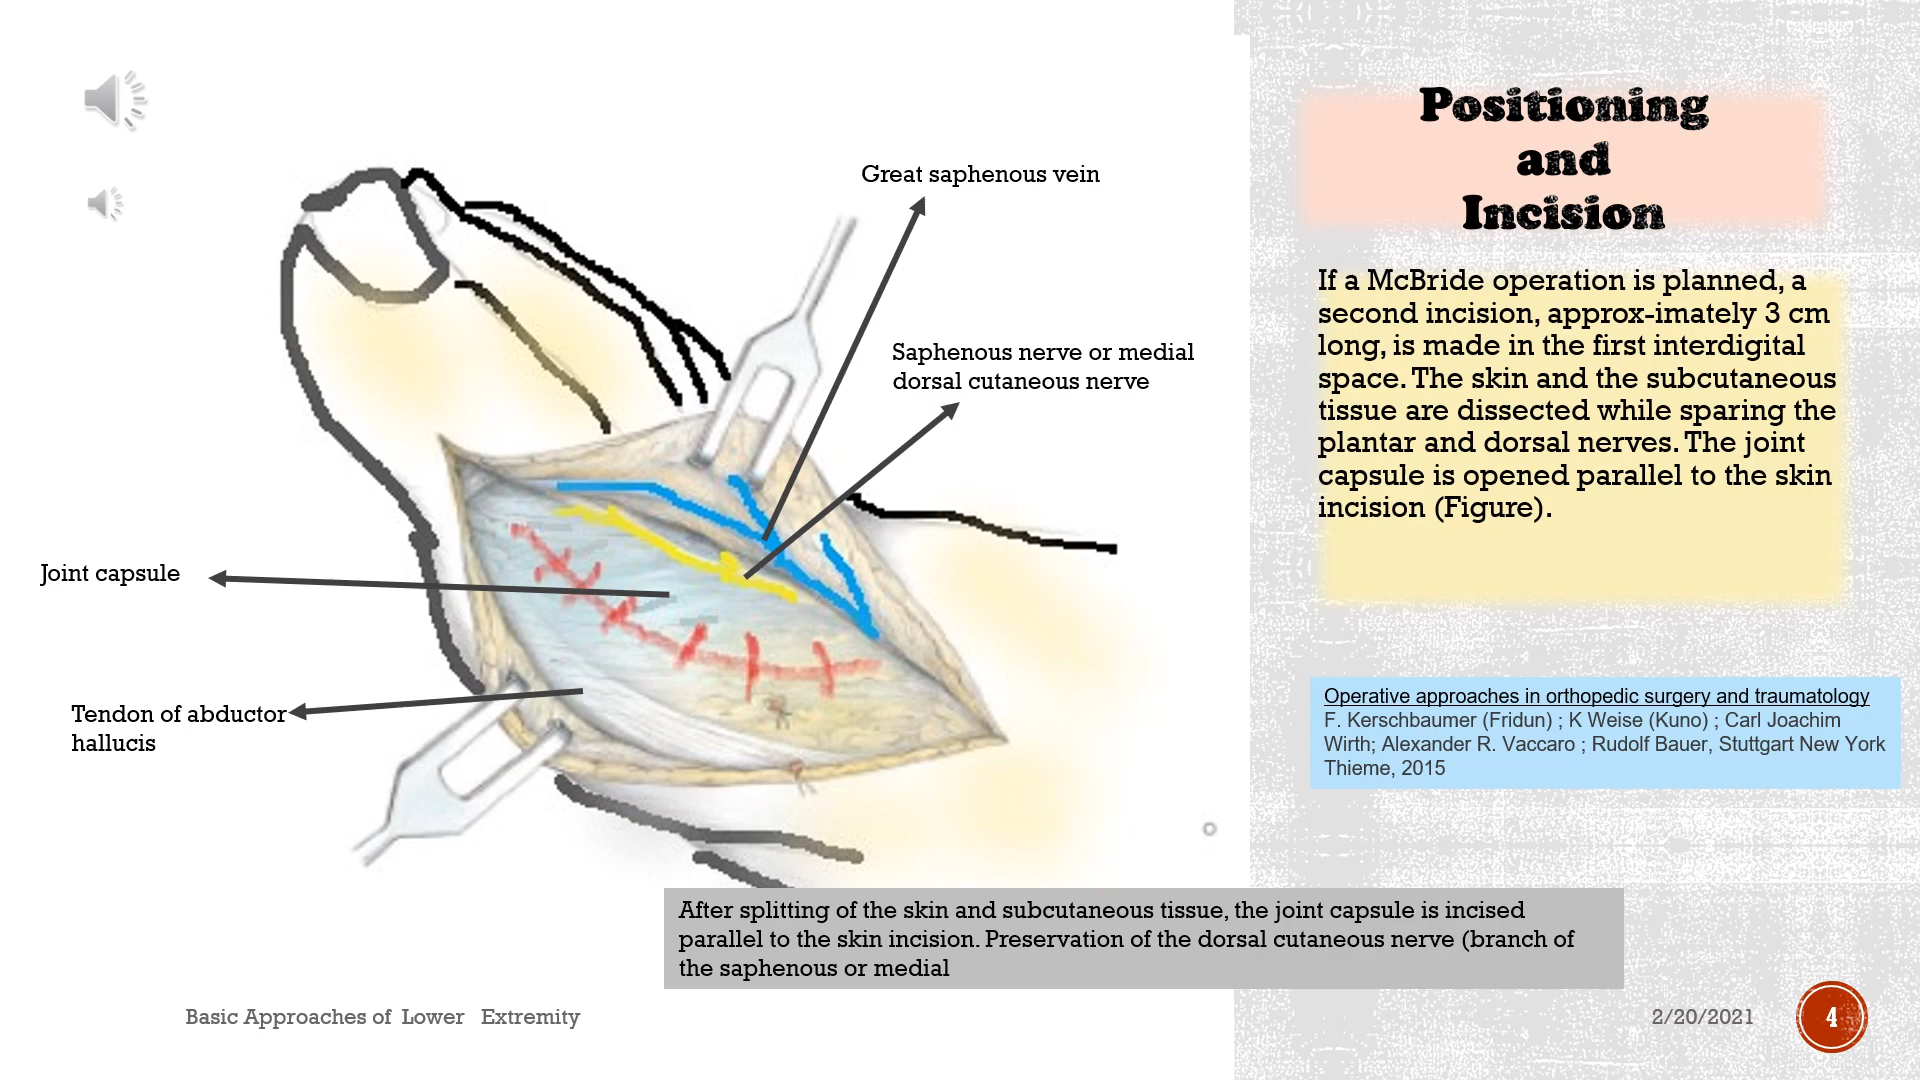 Positioning
and
Incision
If a McBride operation is planned, a
second incision, approx-imately 3 cm
long, is made in the first interdigital
space. The skin and the subcutaneous
tissue are dissected while sparing the
plantar and dorsal nerves. The joint
capsule is opened parallel to the skin
incision (Figure).
Great saphenous vein
Saphenous nerve or medial
dorsal cutaneous nerve
Joint capsule
Tendon of abductor
hallucis
Operative approaches in orthopedic surgery and traumatology
F. Kerschbaumer (Fridun) ; K Weise (Kuno) ; Carl Joachim
Wirth; Alexander R. Vaccaro ; Rudolf Bauer, Stuttgart New York
Thieme, 2015
After splitting of the skin and subcutaneous tissue, the joint capsule is incised
parallel to the skin incision. Preservation of the dorsal cutaneous nerve (branch of
the saphenous or medial
Basic Approaches of Lower Extremity
2/20/2021
4